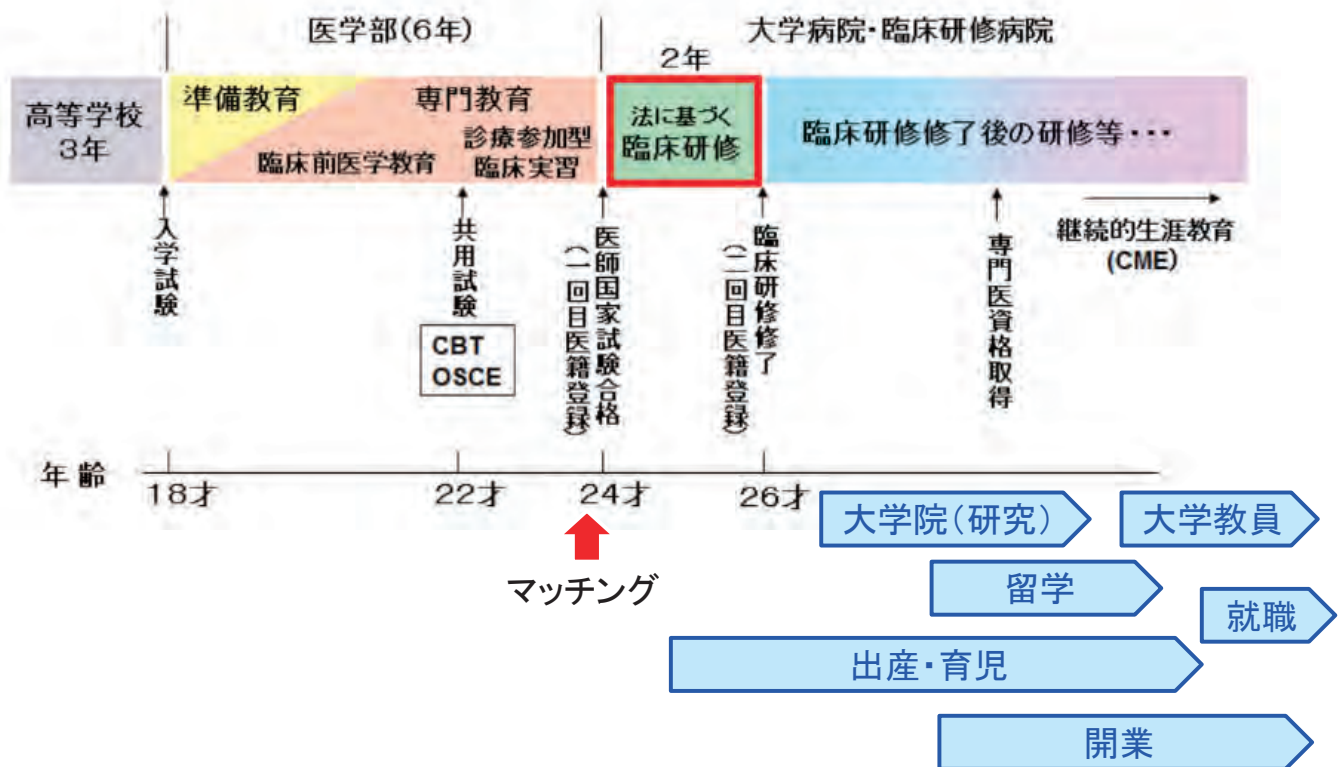 医学部(6年)
大学病院・臨床研修病院
2年
高等学校
3年
準備教育
専門教育
臨床前医学教育
診療参加型
臨床実習
法に基づく
臨床研修
臨床研修修了後の研修等・・・
入学試験
共用試験
CBT
OSCE
医師国家試験合格
(一回目医籍登録)
臨床研修修了
(二回目医籍登録)
専門医資格取得
継続的生涯教育
(CME)
年齢
18才
22才
24才
26才
マッチング
大学院(研究)
大学教員
留学
就職
出産・育児
開業